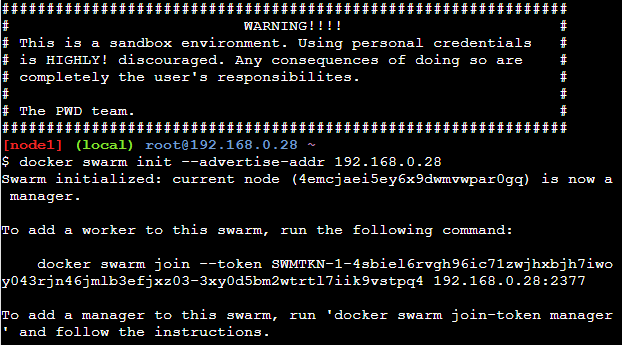 ###############################################################
#                          WARNING!!!!                        #
# This is a sandbox environment. Using personal credentials   #
# is HIGHLY! discouraged. Any consequences of doing so are    #
# completely the user's responsibilites.                      #
#                                                             #
# The PWD team.                                               #
###############################################################
[node1] (local) root@192.168.0.28 ~
$ docker swarm init --advertise-addr 192.168.0.28
Swarm initialized: current node (4emcjaei5ey6x9dwmvwpar0gq) is now a
 manager.

To add a worker to this swarm, run the following command:

    docker swarm join --token SWMTKN-1-4sbiel6rvgh96ic71zwjhxbjh7iwo
y043rjn46jmlb3efjxz03-3xy0d5bm2wtrtl7iik9vstpq4 192.168.0.28:2377

To add a manager to this swarm, run 'docker swarm join-token manager
' and follow the instructions.